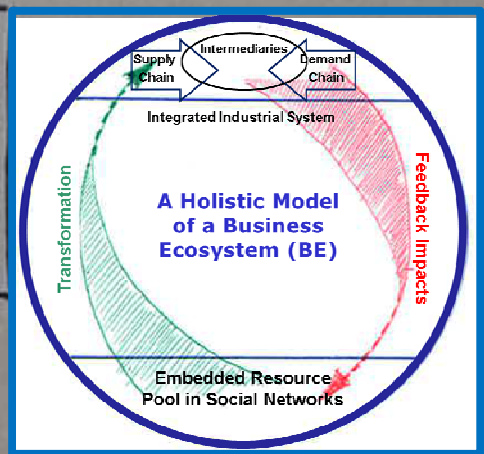 Intermediaries
Supply
Chain
Demand
Chain
Integrated Industrial System
Transformation
A Holistic Model
of a Business
Ecosystem (BE)
Feedback Impacts
Embedded Resource
Pool in Social Networks